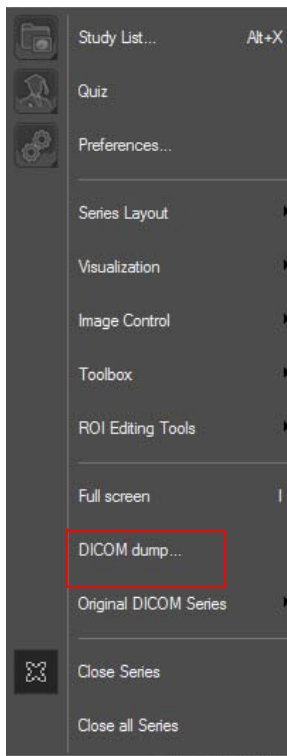 Study List... Alt+X
Quiz
Preferences...
Series Layout
Visualization
Image Control
Toolbox
ROI Editing Tools
Full screen I
DICOM dump...
Original DICOM Series
Close Series
Close all Series